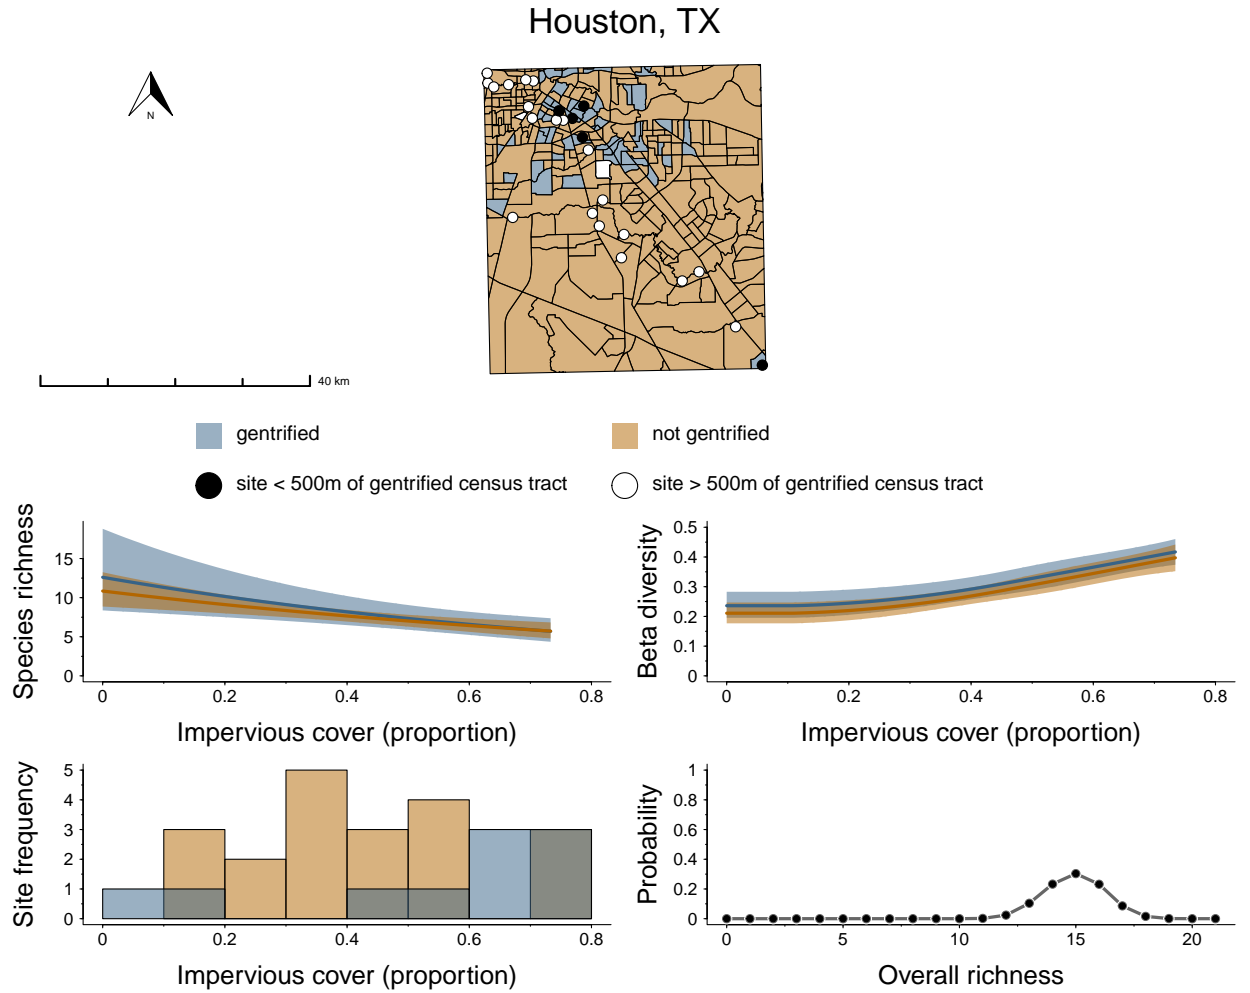 Houston, TX
N
40 km
gentrified
not gentrified
site < 500m of gentrified census tract
site > 500m of gentrified census tract
Species richness
15
10
5
0
0
0.2
0.4
0.6
0.8
Impervious cover (proportion)
Beta diversity
0.5
0.4
0.3
0.2
0.1
0
0
0.2
0.4
0.6
0.8
Impervious cover (proportion)
Site frequency
5
4
3
2
1
0
0
0.2
0.4
0.6
0.8
Impervious cover (proportion)
Probability
1
0.8
0.6
0.4
0.2
0
0
5
10
15
20
Overall richness